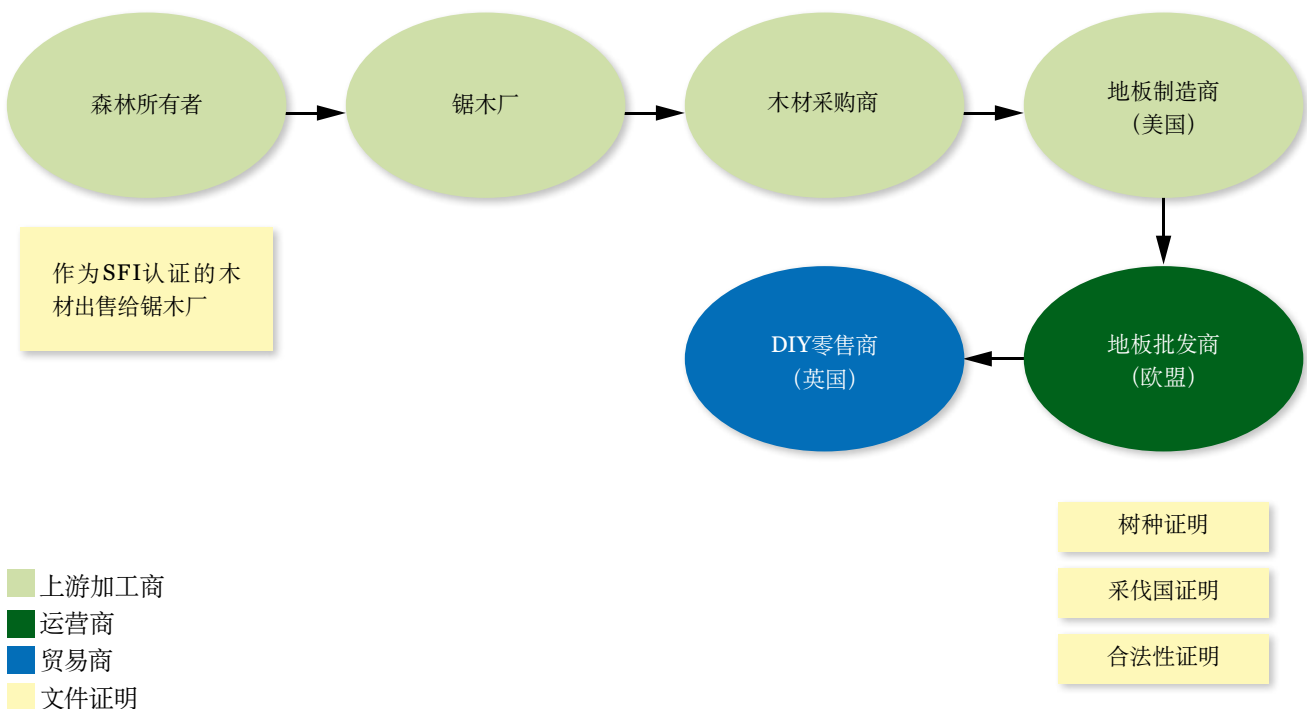 森林所有者
锯木厂
木材采购商
地板制造商
（美国）
作为SFI认证的木
材出售给锯木厂
DIY零售商
（英国）
地板批发商
（欧盟）
树种证明
采伐国证明
合法性证明
上游加工商
运营商
贸易商
文件证明